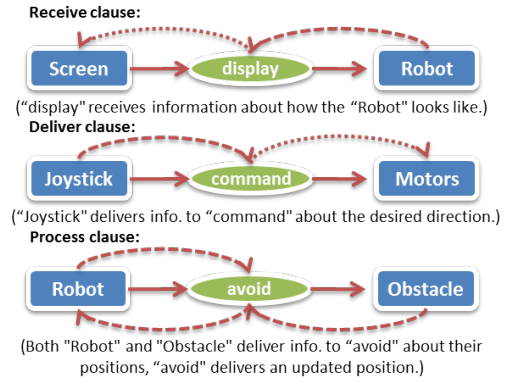 Receive clause:
Screen display Robot
(“display" receives information about how the “Robot" looks like.)
Deliver clause:
Joystick command Motors
(“Joystick" delivers info. to “command" about the desired direction.)
Process clause:
Robot avoid Obstacle
(Both "Robot" and "Obstacle" deliver info. to “avoid" about their
positions, “avoid" delivers an updated position.)